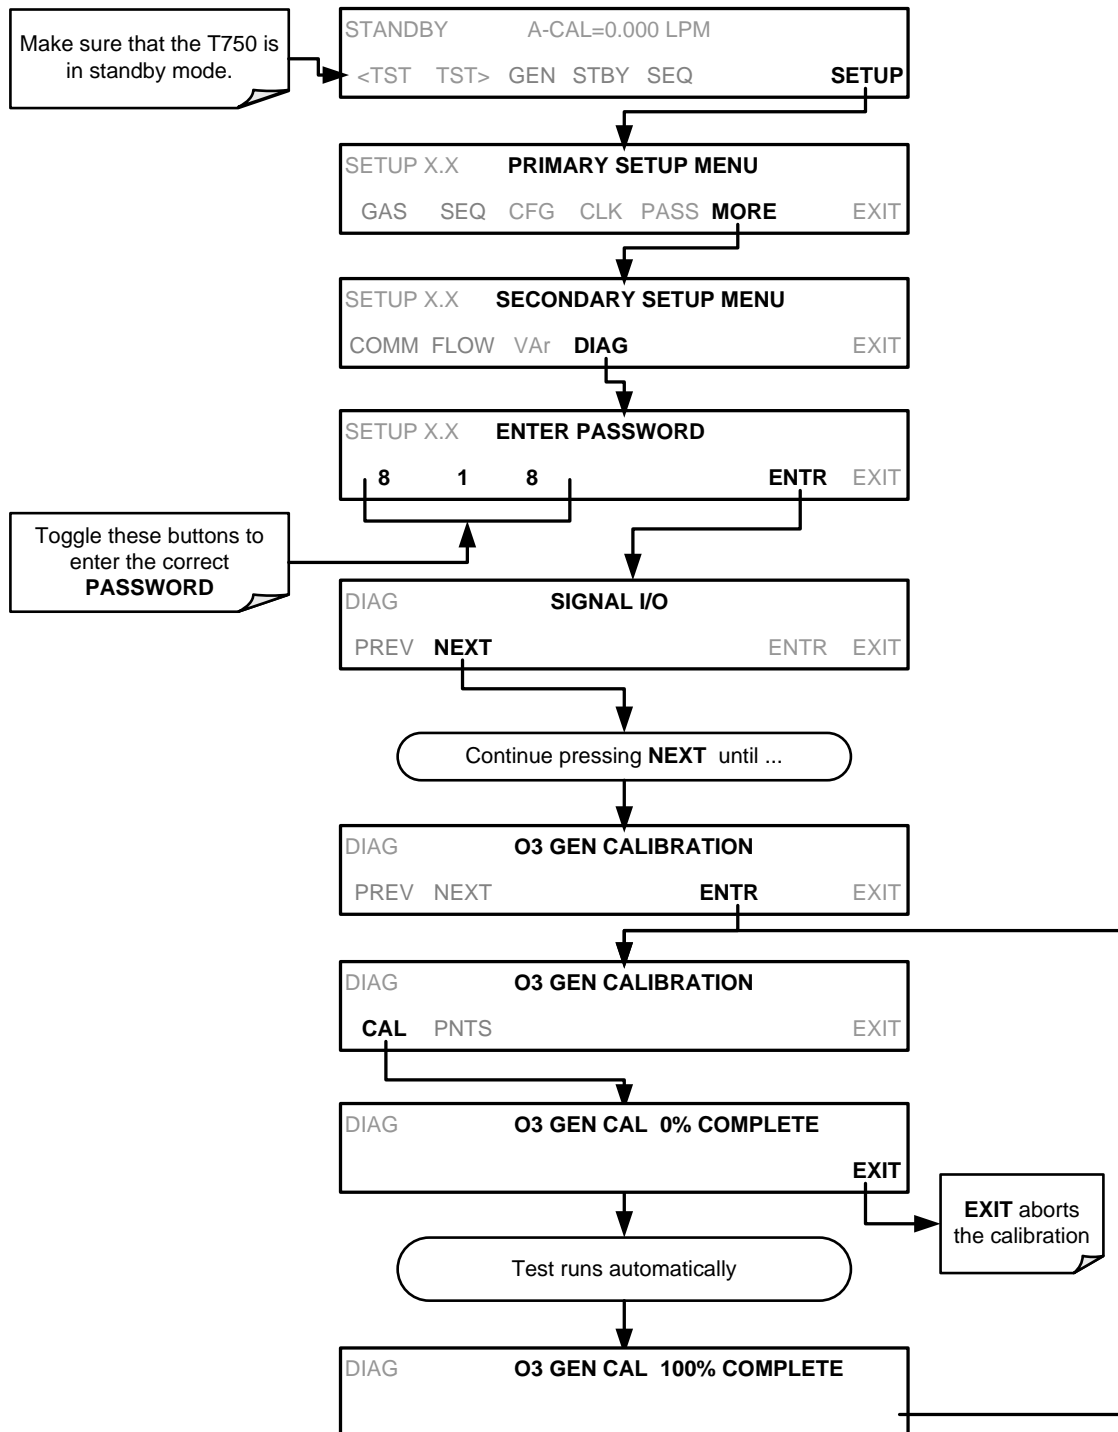 Make sure that the T750 is
in standby mode.
STANDBY A-CAL=0.000 LPM
<TST TST> GEN STBY SEQ SETUP
SETUP X.X PRIMARY SETUP MENU
GAS SEQ CFG CLK PASS MORE EXIT
SETUP X.X SECONDARY SETUP MENU
COMM FLOW VAr DIAG EXIT
SETUP X.X ENTER PASSWORD
8 1 8 ENTR EXIT
Toggle these buttons to
enter the correct
PASSWORD
DIAG SIGNAL I/O
PREV NEXT ENTR EXIT
Continue pressing NEXT until ...
DIAG O3 GEN CALIBRATION
PREV NEXT ENTR EXIT
DIAG O3 GEN CALIBRATION
CAL PNTS EXIT
DIAG O3 GEN CAL 0% COMPLETE
EXIT
EXIT aborts
the calibration
Test runs automatically
DIAG O3 GEN CAL 100% COMPLETE